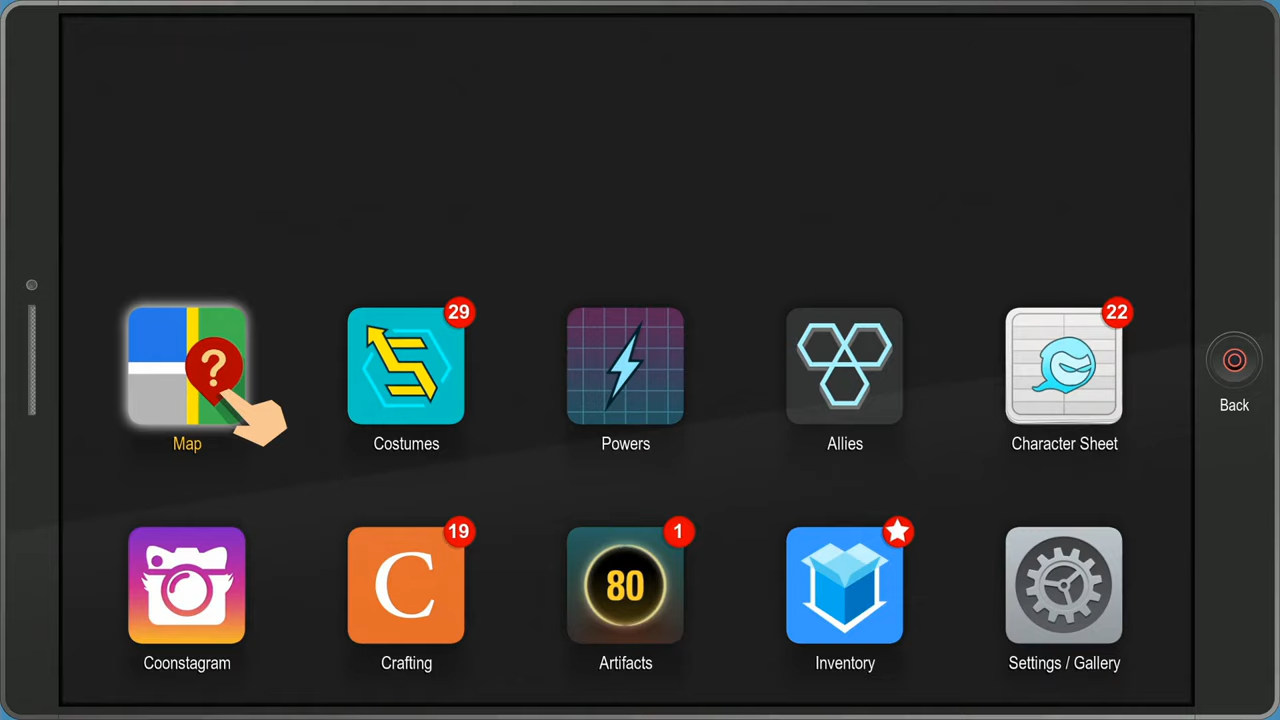 29
22
?
Map
Costumes
Powers
Allies
Character Sheet
Back
19
1
C
80
Coonstagram
Crafting
Artifacts
Inventory
Settings / Gallery